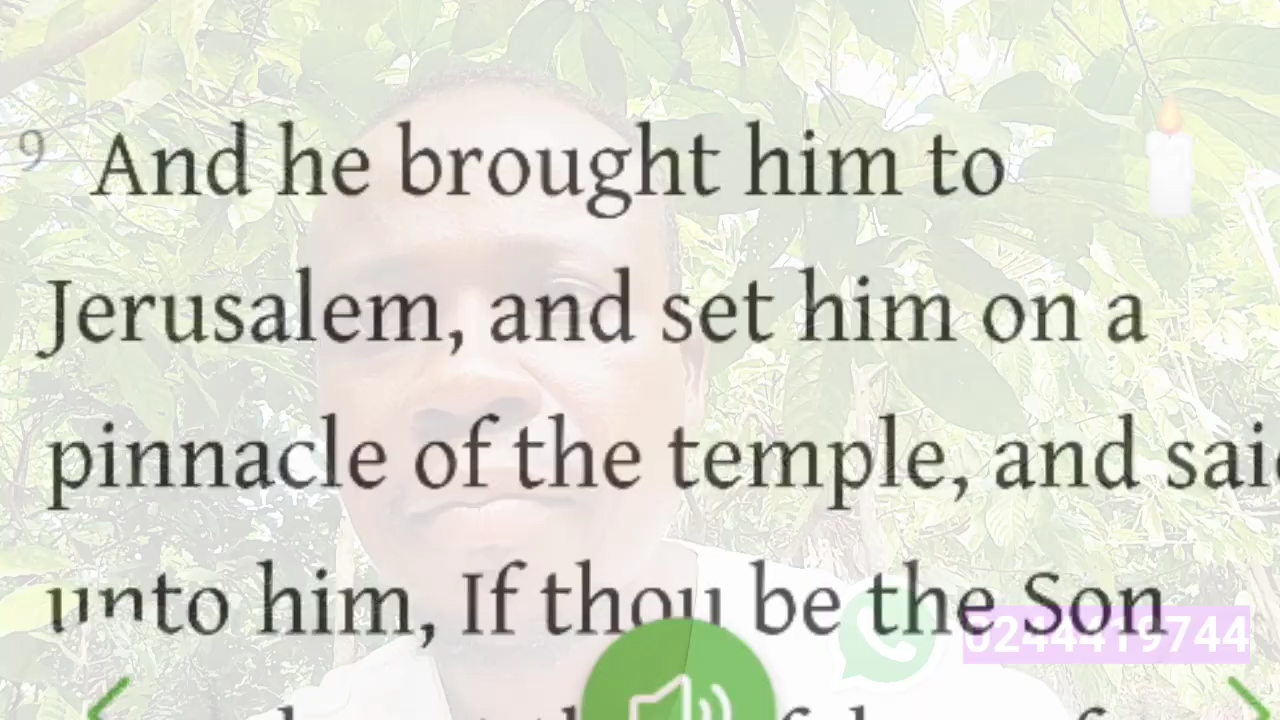 9 And he brought him to
Jerusalem, and set him on a
pinnacle of the temple, and said
unto him, If thou be the Son
0244419744